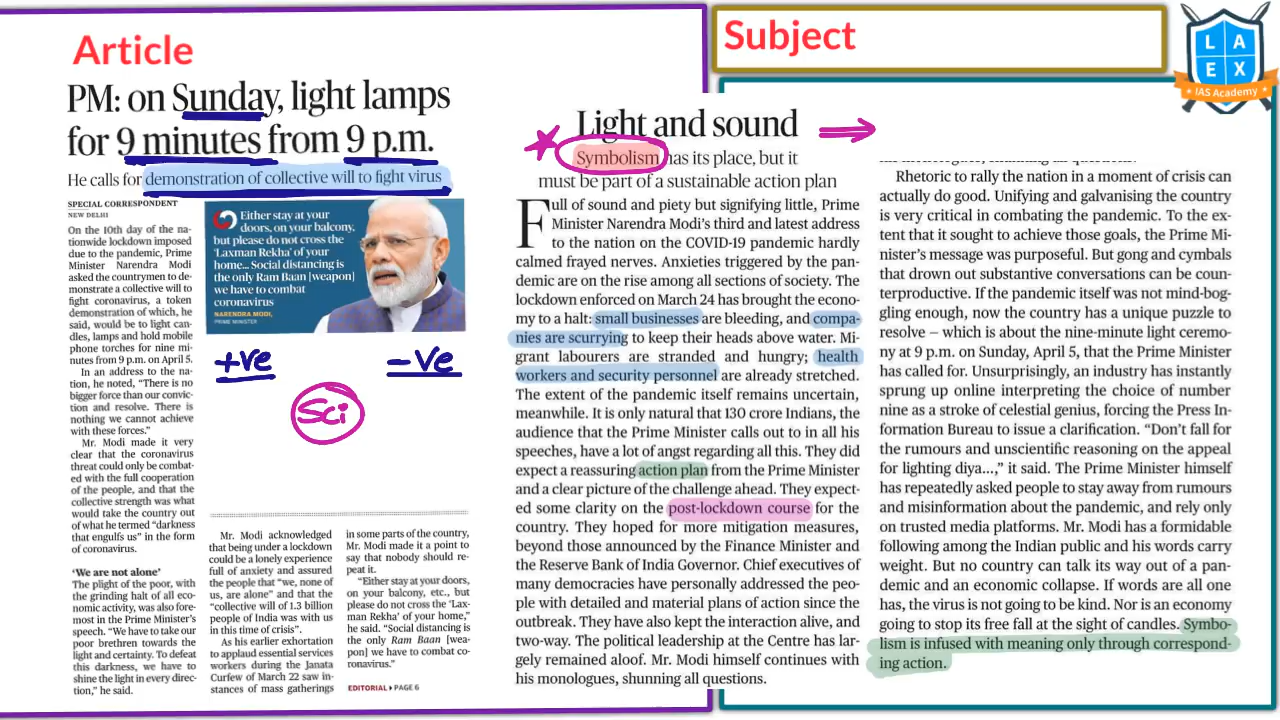 Article
PM: on Sunday, light lamps
for 9 minutes from 9 p.m.
He calls for demonstration of collective will to fight virus
SPECIAL CORRESPONDENT
NEW DELHI
On the 10th day of the na-
tionwide lockdown imposed
due to the pandemic, Prime
Minister Narendra Modi
asked the countrymen to de-
monstrate a collective will to
fight coronavirus, a token
demonstration of which, he
said, would be to light can-
dles, lamps and hold mobile
phone torches for nine mi-
nutes from 9 p.m. on April 5.
In an address to the na-
tion, he noted, “There is no
bigger force than our convic-
tion and resolve. There is
nothing we cannot achieve
with these forces.”
Mr. Modi made it very
clear that the coronavirus
threat could only be combat-
ed with the full cooperation
of the people, and that the
collective strength was what
would take the country out
of what he termed “darkness
that engulfs us” in the form
of coronavirus.
‘We are not alone’
The plight of the poor, with
the grinding halt of all eco-
nomic activity, was also fore-
most in the Prime Minister’s
speech. “We have to take our
poor brethren towards the
light and certainty. To defeat
this darkness, we have to
shine the light in every direc-
tion,” he said.
Either stay at your
doors, on your balcony,
but please do not cross the
‘Laxman Rekha’ of your
home... Social distancing is
the only Ram Baan [weapon]
we have to combat
coronavirus
NARENDRA MODI,
PRIME MINISTER
+ve
-ve
Sci
Mr. Modi acknowledged
that being under a lockdown
could be a lonely experience
full of anxiety and assured
the people that “we, none of
us, are alone” and that the
“collective will of 1.3 billion
people of India was with us
in this time of crisis”.
As his earlier exhortation
to applaud essential services
workers during the Janata
Curfew of March 22 saw in-
stances of mass gatherings
in some parts of the country,
Mr. Modi made it a point to
say that nobody should re-
peat it.
“Either stay at your doors,
on your balcony, etc., but
please do not cross the ‘Lax-
man Rekha’ of your home,”
he said. “Social distancing is
the only Ram Baan [wea-
pon] we have to combat co-
ronavirus.”
EDITORIAL PAGE 6
Subject
L A
E X
IAS Academy
Light and sound
Symbolism has its place, but it
must be part of a sustainable action plan
Full of sound and piety but signifying little, Prime
Minister Narendra Modi’s third and latest address
to the nation on the COVID-19 pandemic hardly
calmed frayed nerves. Anxieties triggered by the pan-
demic are on the rise among all sections of society. The
lockdown enforced on March 24 has brought the econo-
my to a halt: small businesses are bleeding, and compa-
nies are scurrying to keep their heads above water. Mi-
grant labourers are stranded and hungry; health
workers and security personnel are already stretched.
The extent of the pandemic itself remains uncertain,
meanwhile. It is only natural that 130 crore Indians, the
audience that the Prime Minister calls out to in all his
speeches, have a lot of angst regarding all this. They did
expect a reassuring action plan from the Prime Minister
and a clear picture of the challenge ahead. They expect-
ed some clarity on the post-lockdown course for the
country. They hoped for more mitigation measures,
beyond those announced by the Finance Minister and
the Reserve Bank of India Governor. Chief executives of
many democracies have personally addressed the peo-
ple with detailed and material plans of action since the
outbreak. They have also kept the interaction alive, and
two-way. The political leadership at the Centre has lar-
gely remained aloof. Mr. Modi himself continues with
his monologues, shunning all questions.
Rhetoric to rally the nation in a moment of crisis can
actually do good. Unifying and galvanising the country
is very critical in combating the pandemic. To the ex-
tent that it sought to achieve those goals, the Prime Mi-
nister’s message was purposeful. But gong and cymbals
that drown out substantive conversations can be coun-
terproductive. If the pandemic itself was not mind-bog-
gling enough, now the country has a unique puzzle to
resolve – which is about the nine-minute light ceremo-
ny at 9 p.m. on Sunday, April 5, that the Prime Minister
has called for. Unsurprisingly, an industry has instantly
sprung up online interpreting the choice of number
nine as a stroke of celestial genius, forcing the Press In-
formation Bureau to issue a clarification. “Don’t fall for
the rumours and unscientific reasoning on the appeal
for lighting diya...,” it said. The Prime Minister himself
has repeatedly asked people to stay away from rumours
and misinformation about the pandemic, and rely only
on trusted media platforms. Mr. Modi has a formidable
following among the Indian public and his words carry
weight. But no country can talk its way out of a pan-
demic and an economic collapse. If words are all one
has, the virus is not going to be kind. Nor is an economy
going to stop its free fall at the sight of candles. Symbo-
lism is infused with meaning only through correspond-
ing action.